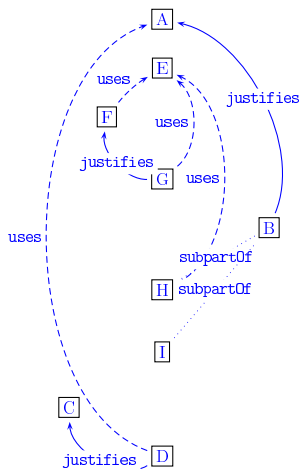 A
E
uses
justifies
F
uses
justifies
G
uses
B
uses
subpartOf
H
subpartOf
I
C
justifies
D